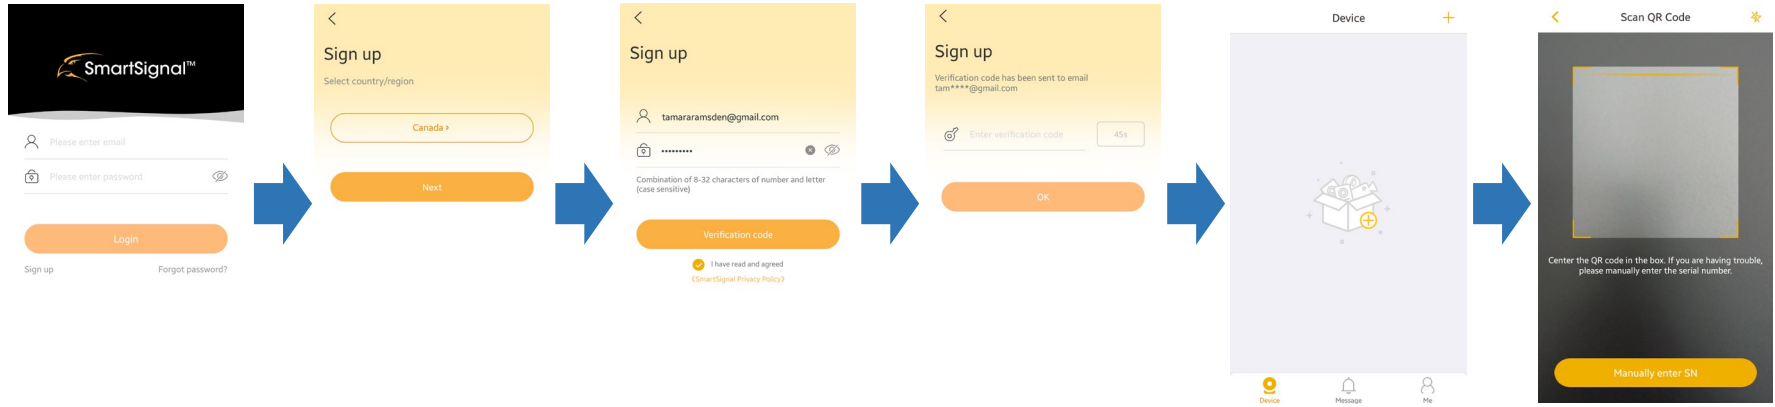 SmartSignal™
Please enter email
Please enter password
Login
Sign up
Forgot password?
Sign up
Select country/region
Canada ›
Next
Sign up
tamararamsden@gmail.com
•••••••••
Combination of 8-32 characters of number and letter
(case sensitive)
Verification code
I have read and agreed
《SmartSignal Privacy Policy》
Sign up
Verification code has been sent to email
tam****@gmail.com
Enter verification code
45s
OK
Device
Device
Message
Me
Scan QR Code
Center the QR code in the box. If you are having trouble,
please manually enter the serial number.
Manually enter SN